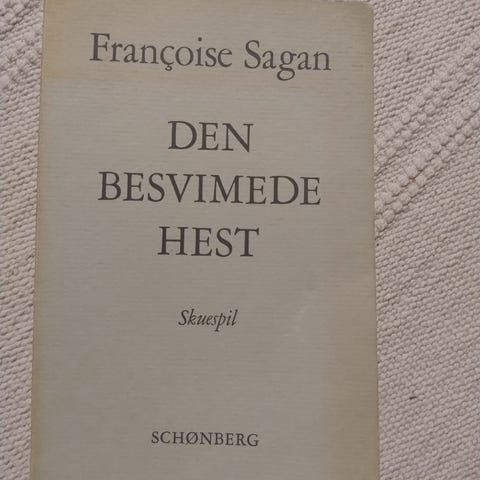 Françoise Sagan
DEN
BESVIMEDE
HEST
Skuespil
SCHØNBERG